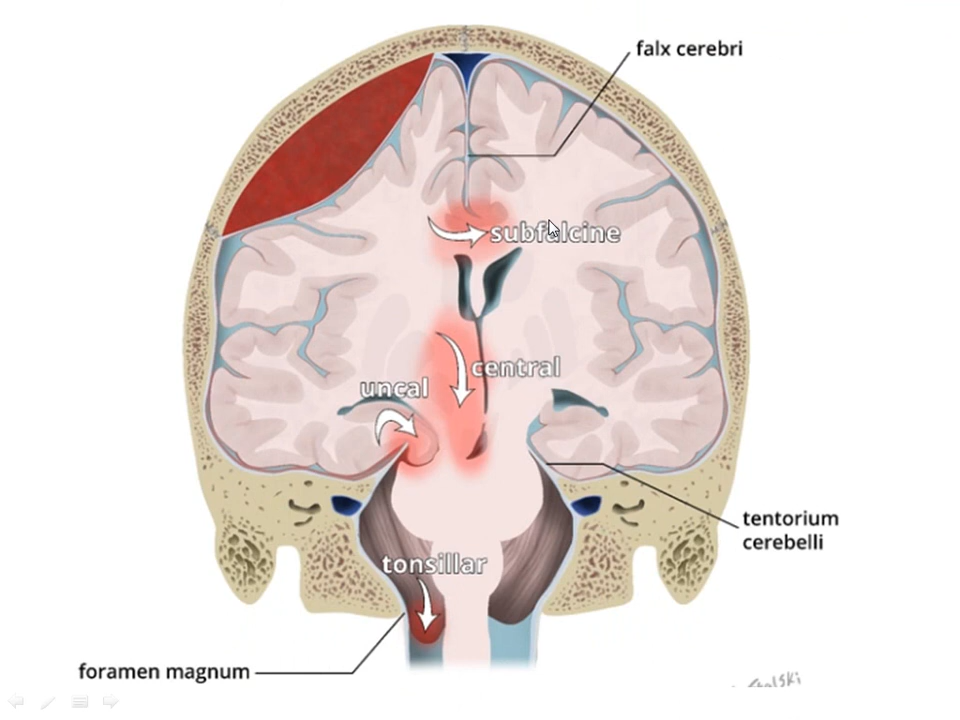 falx cerebri
subfalcine
central
uncal
tentorium
cerebelli
tonsillar
foramen magnum